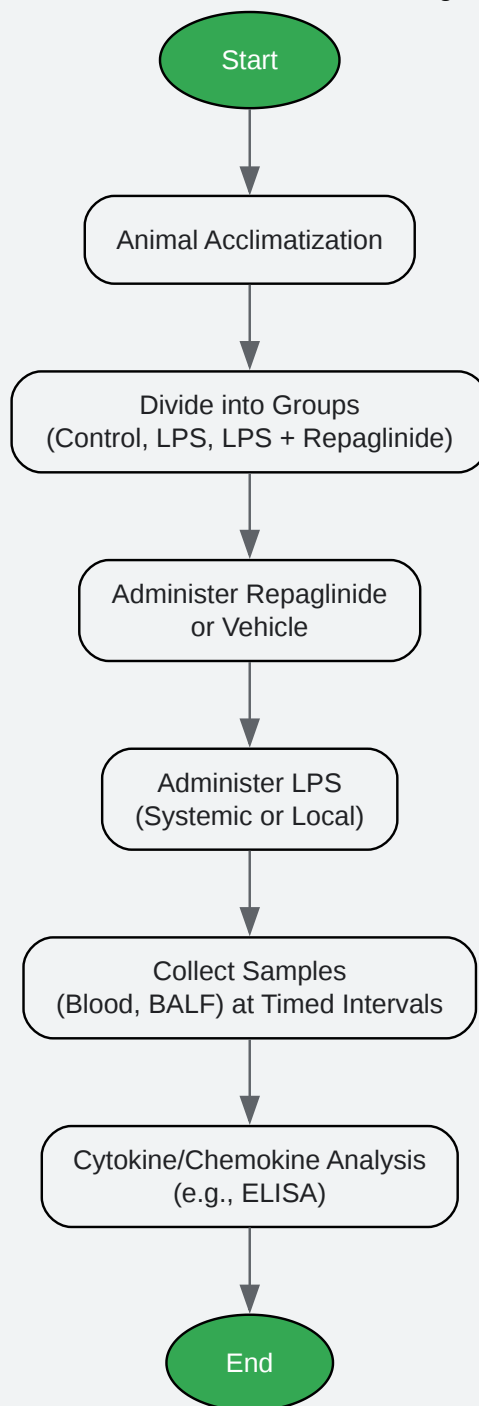 Start
Animal Acclimatization
Divide into Groups
(Control, LPS, LPS + Repaglinide)
Administer Repaglinide
or Vehicle
Administer LPS
(Systemic or Local)
Collect Samples
(Blood, BALF) at Timed Intervals
Cytokine/Chemokine Analysis
(e.g., ELISA)
End